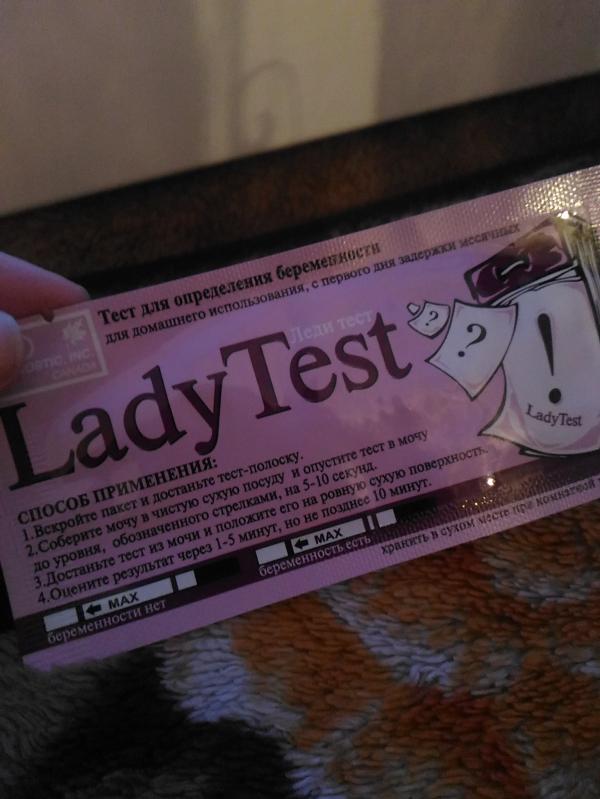 Тест для определения беременности
для домашнего использования, с первого дня задержки месячных
INC.
CANADA
Леди тест
LadyTest
?
?
!
LadyTest
СПОСОБ ПРИМЕНЕНИЯ:
1.Вскройте пакет и достаньте тест-полоску.
2.Соберите мочу в чистую сухую посуду и опустите тест в мочу
до уровня, обозначенного стрелками, на 5-10 секунд.
3.Достаньте тест из мочи и положите его на ровную сухую поверхность.
4.Оцените результат через 1-5 минут, но не позднее 10 минут.
MAX
беременности нет
MAX
беременность есть
хранить в сухом месте при комнатной